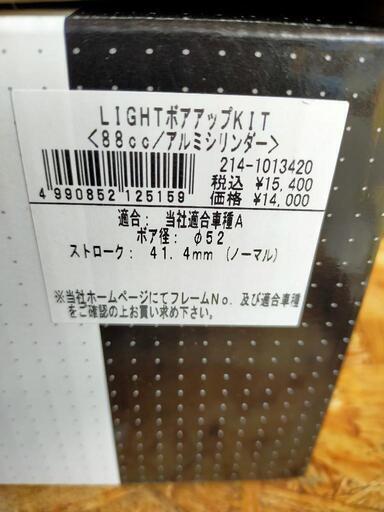 LIGHTボアアップKIT
<88cc/アルミシリンダー>
214-1013420
税込 ¥15,400
価格 ¥14,000
4 990852 125159
適合: 当社適合車種A
ボア径: φ52
ストローク: 41.4mm (ノーマル)
※当社ホームページにてフレームNo. 及び適合車種
をご確認の上お買い求め下さい。